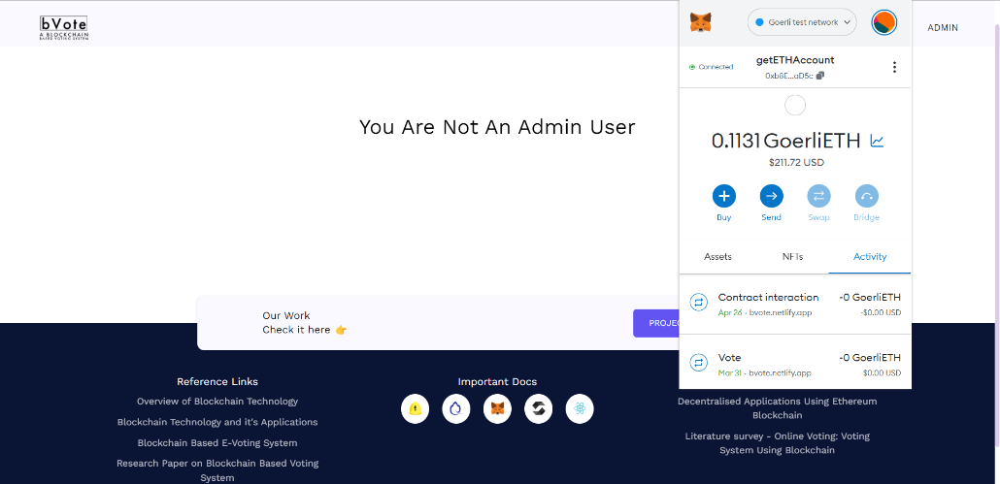 bVote
A BLOCKCHAIN
BASED VOTING SYSTEM
ADMIN
You Are Not An Admin User
Goerli test network
Connected
getETHAccount
0xb8E...aD5c
0.1131 GoerliETH
$211.72 USD
Buy
Send
Swap
Bridge
Assets
NFTs
Activity
Contract interaction
-0 GoerliETH
Apr 26 · bvote.netlify.app
-$0.00 USD
Vote
-0 GoerliETH
Mar 31 · bvote.netlify.app
$0.00 USD
Our Work
Check it here 👉
PROJEC
Reference Links
Overview of Blockchain Technology
Blockchain Technology and it's Applications
Blockchain Based E-Voting System
Research Paper on Blockchain Based Voting
System
Important Docs
Decentralised Applications Using Ethereum
Blockchain
Literature survey - Online Voting: Voting
System Using Blockchain